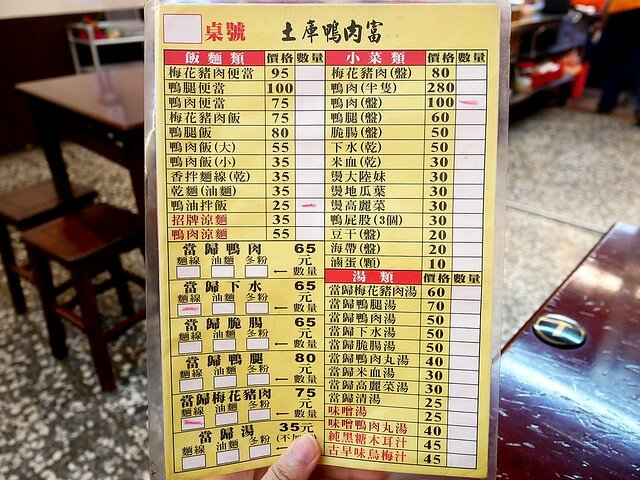 桌號 土庫鴨肉富
飯麵類 價格 數量
梅花豬肉便當 95
鴨腿便當 100
鴨肉便當 75
梅花豬肉飯 75
鴨腿飯 80
鴨肉飯(大) 55
鴨肉飯(小) 35
香拌麵線(乾) 35
乾麵(油麵) 35
鴨油拌飯 25
招牌涼麵 35
鴨肉涼麵 55
當歸鴨肉 65元
麵線 油麵 冬粉 ←數量
當歸下水 65元
麵線 油麵 冬粉 ←數量
當歸脆腸 65元
麵線 油麵 冬粉 ←數量
當歸鴨腿 80元
麵線 油麵 冬粉 ←數量
當歸梅花豬肉 75元
麵線 油麵 冬粉 ←數量
當歸湯 35元
麵線 油麵 冬粉
小菜類 價格 數量
梅花豬肉(盤) 80
鴨肉(半隻) 280
鴨肉(盤) 100
鴨腿(盤) 60
脆腸(盤) 50
下水(乾) 50
米血(乾) 30
燙大陸妹 30
燙地瓜葉 30
燙高麗菜 30
鴨屁股(3個) 30
豆干(盤) 20
海帶(盤) 20
滷蛋(顆) 10
湯類 價格 數量
當歸梅花豬肉湯 60
當歸鴨腿湯 70
當歸鴨肉湯 50
當歸下水湯 50
當歸脆腸湯 50
當歸鴨肉丸湯 40
當歸米血湯 30
當歸高麗菜湯 30
當歸清湯 25
味噌湯 25
味噌鴨肉丸湯 40
純黑糖木耳汁 45
古早味烏梅汁 45